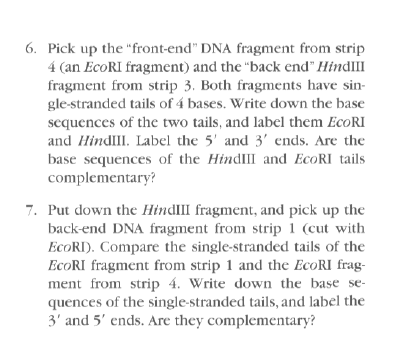 6. Pick up the "front-end" DNA fragment from strip
4 (an EcoRI fragment) and the "back end" HindIII
fragment from strip 3. Both fragments have sin-
gle-stranded tails of 4 bases. Write down the base
sequences of the two tails, and label them EcoRI
and HindIII. Label the 5′ and 3′ ends. Are the
base sequences of the HindIII and EcoRI tails
complementary?
7. Put down the HindIII fragment, and pick up the
back-end DNA fragment from strip 1 (cut with
EcoRI). Compare the single-stranded tails of the
EcoRI fragment from strip 1 and the EcoRI frag-
ment from strip 4. Write down the base se-
quences of the single-stranded tails, and label the
3′ and 5′ ends. Are they complementary?